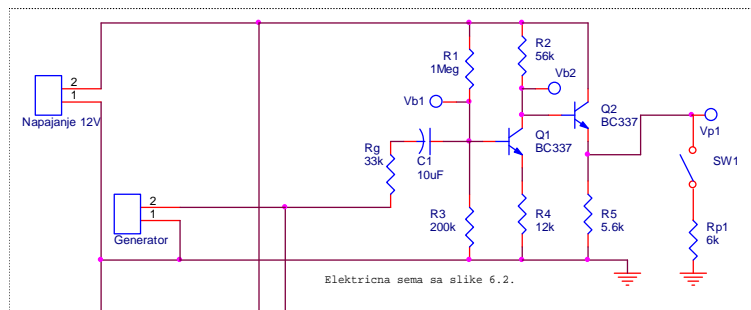 R1
1Meg
R2
56k
2
1
Napajanje 12V
Vb1
Vb2
Q2
BC337
Vp1
Q1
BC337
Rg
33k
C1
10uF
SW1
2
1
Generator
R3
200k
R4
12k
R5
5.6k
Rp1
6k
Elektricna sema sa slike 6.2.